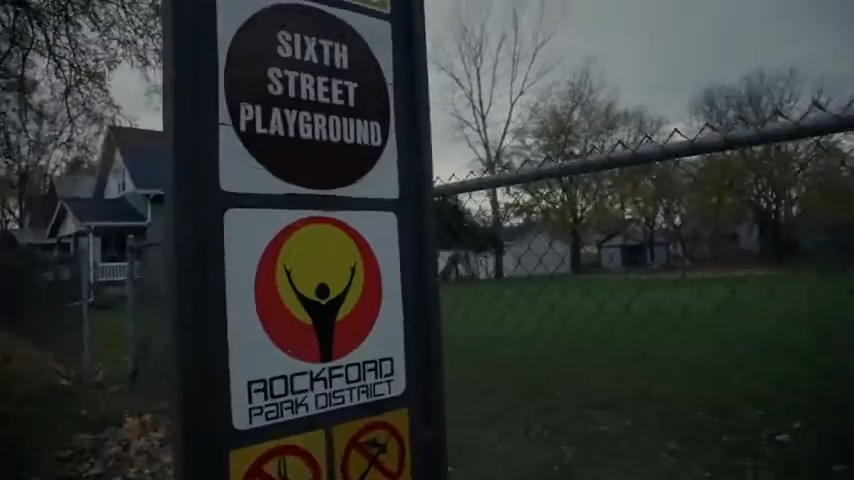 SIXTH
STREET
PLAYGROUND
ROCKFORD
PARK DISTRICT